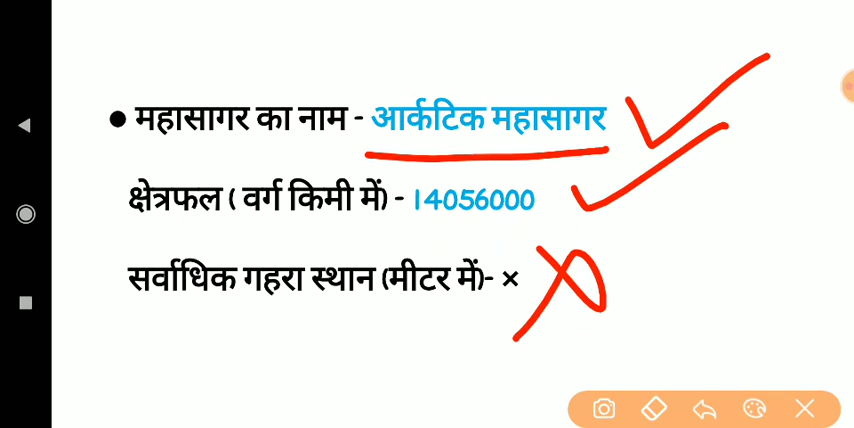 ● महासागर का नाम - आर्कटिक महासागर
क्षेत्रफल ( वर्ग किमी में) - 14056000
सर्वाधिक गहरा स्थान (मीटर में)- ×